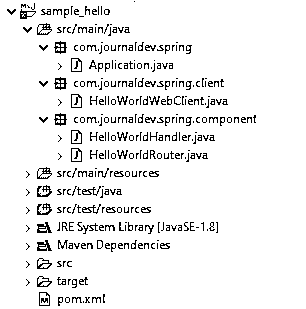 sample_hello
src/main/java
com.journaldev.spring
Application.java
com.journaldev.spring.client
HelloWorldWebClient.java
com.journaldev.spring.component
HelloWorldHandler.java
HelloWorldRouter.java
src/main/resources
src/test/java
src/test/resources
JRE System Library [JavaSE-1.8]
Maven Dependencies
src
target
pom.xml